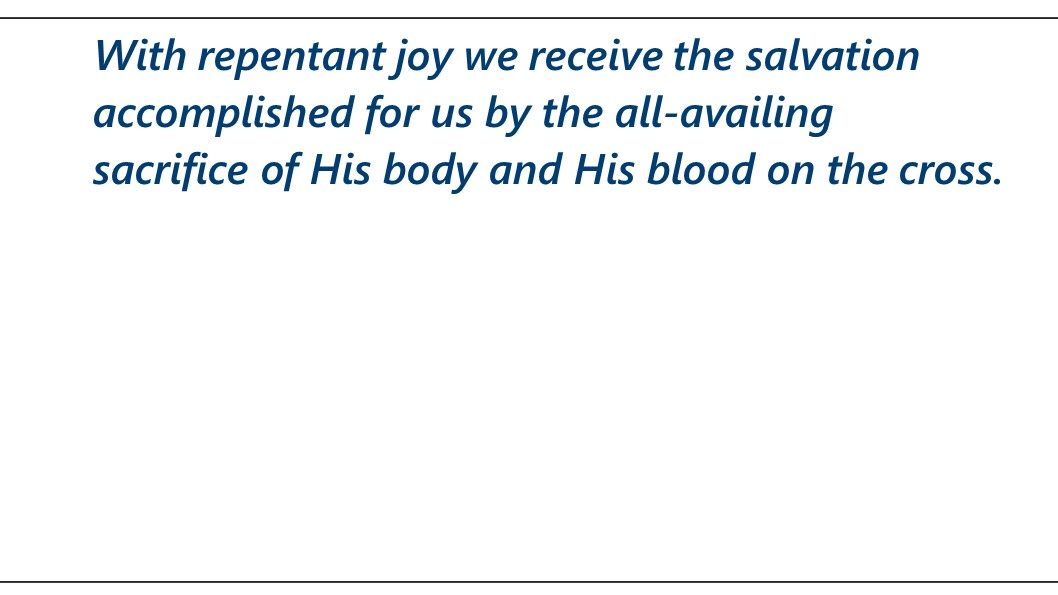 With repentant joy we receive the salvation
accomplished for us by the all-availing
sacrifice of His body and His blood on the cross.